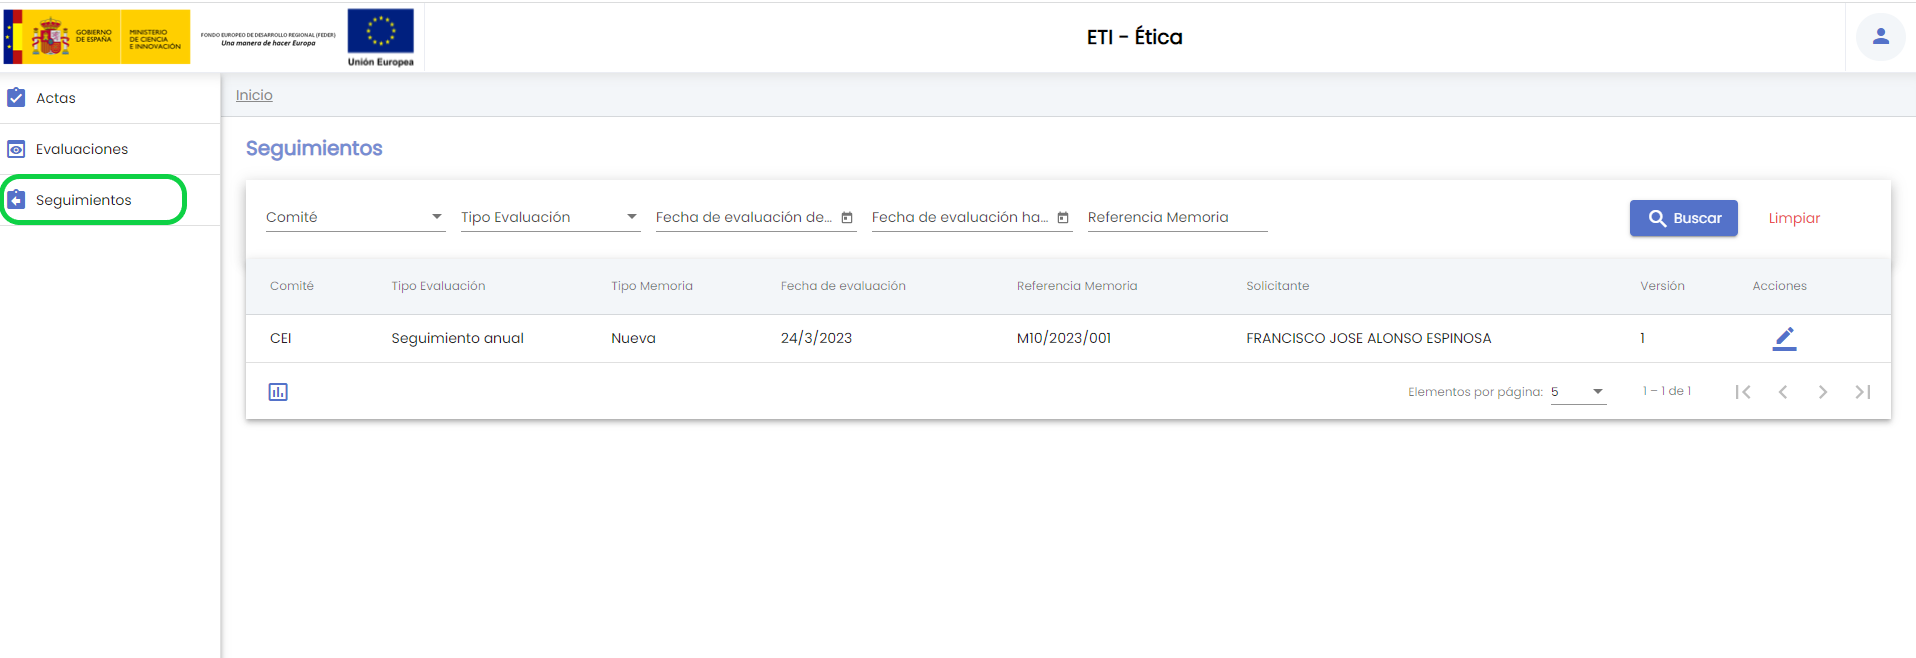 GOBIERNO
DE ESPAÑA
MINISTERIO
DE CIENCIA
E INNOVACIÓN
FONDO EUROPEO DE DESARROLLO REGIONAL (FEDER)
Una manera de hacer Europa
Unión Europea
ETI - Ética
Actas
Evaluaciones
Seguimientos
Inicio
Seguimientos
Comité Tipo Evaluación Fecha de evaluación de... Fecha de evaluación ha... Referencia Memoria Buscar Limpiar
Comité Tipo Evaluación Tipo Memoria Fecha de evaluación Referencia Memoria Solicitante Versión Acciones
CEI Seguimiento anual Nueva 24/3/2023 M10/2023/001 FRANCISCO JOSE ALONSO ESPINOSA 1
Elementos por página: 5 1 – 1 de 1